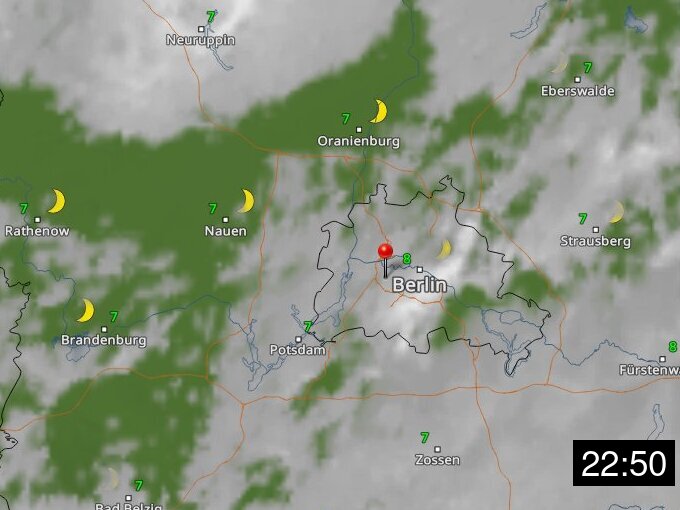 7
Neuruppin
7
Eberswalde
7
Oranienburg
7
Rathenow
7
Nauen
7
Strausberg
8
Berlin
7
Brandenburg
7
Potsdam
8
Fürstenwa
7
Zossen
22:50
7
Bad Belzig